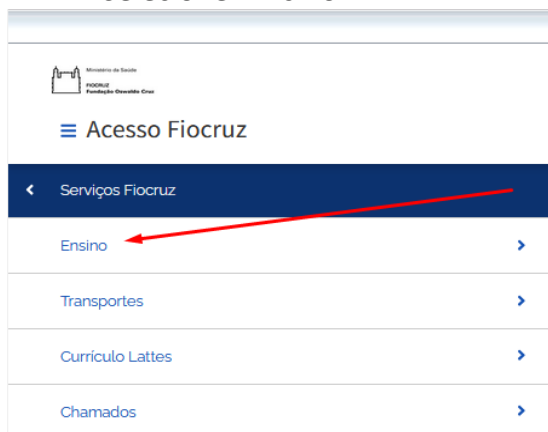 Ministério da Saúde
FIOCRUZ
Fundação Oswaldo Cruz
Acesso Fiocruz
Serviços Fiocruz
Ensino
Transportes
Currículo Lattes
Chamados